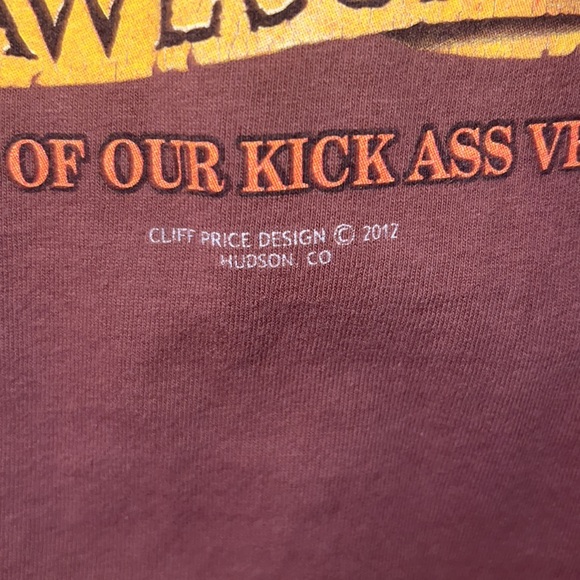 OF OUR KICK ASS
CLIFF PRICE DESIGN © 2012
HUDSON, CO